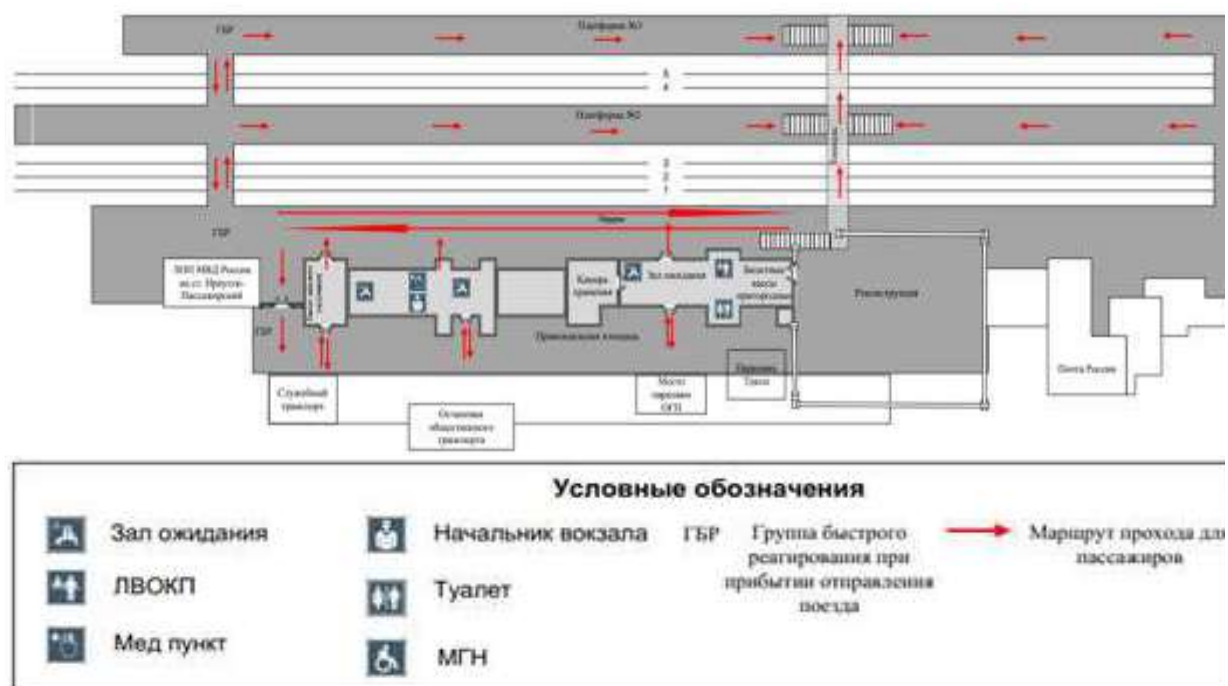 ГБР
Платформа №3
5
4
Платформа №2
3
2
1
Перрон
ГБР
ЛОП МВД России
на ст. Иркутск-
Пассажирский
Камера
хранения
Зал ожидания
Билетные
кассы
пригородные
Реконструкция
ГБР
Привокзальная площадь
Служебный
транспорт
Остановка
общественного
транспорта
Место
парковки
Парковка
Такси
Почта России
Условные обозначения
Зал ожидания
ЛВОКП
Мед пункт
Начальник вокзала
Туалет
МГН
ГБР
Группа быстрого
реагирования при
прибытии отправления
поезда
Маршрут прохода для
пассажиров